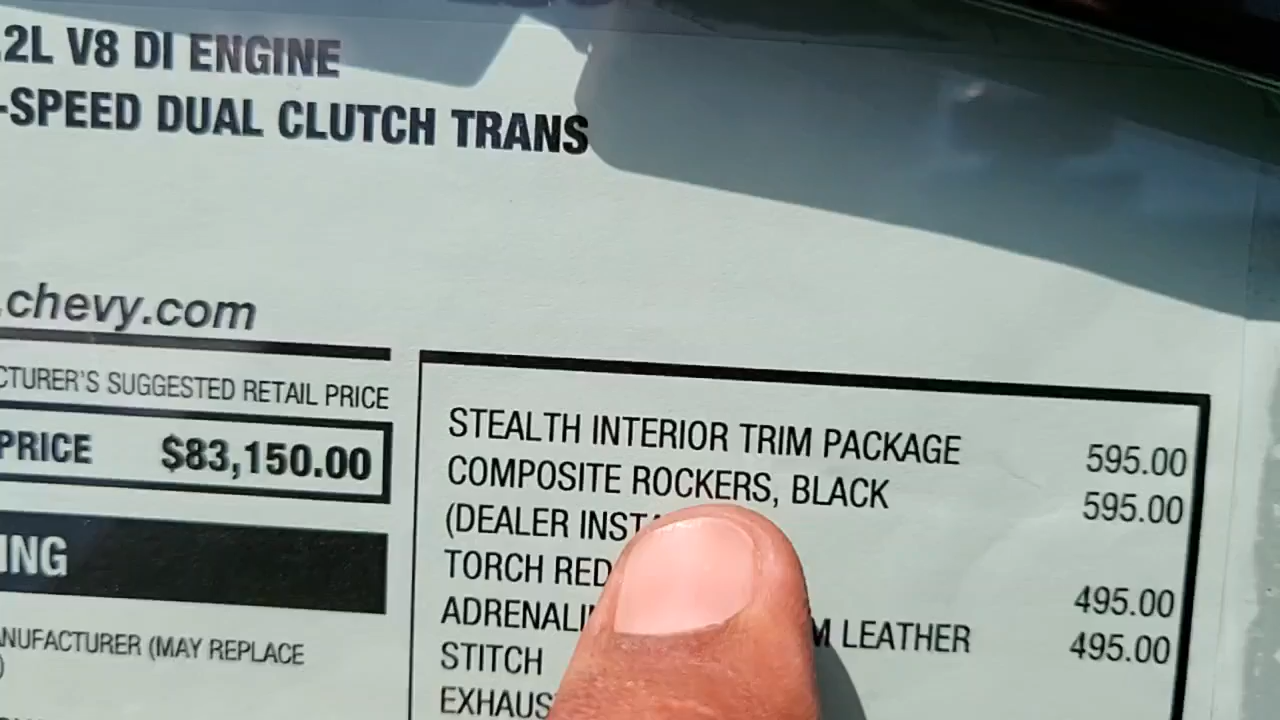 .2L V8 DI ENGINE
-SPEED DUAL CLUTCH TRANS
.chevy.com
CTURER'S SUGGESTED RETAIL PRICE
PRICE $83,150.00
ING
ANUFACTURER (MAY REPLACE
)
STEALTH INTERIOR TRIM PACKAGE 595.00
COMPOSITE ROCKERS, BLACK 595.00
(DEALER INST
TORCH RED 495.00
ADRENALI M LEATHER 495.00
STITCH
EXHAUS